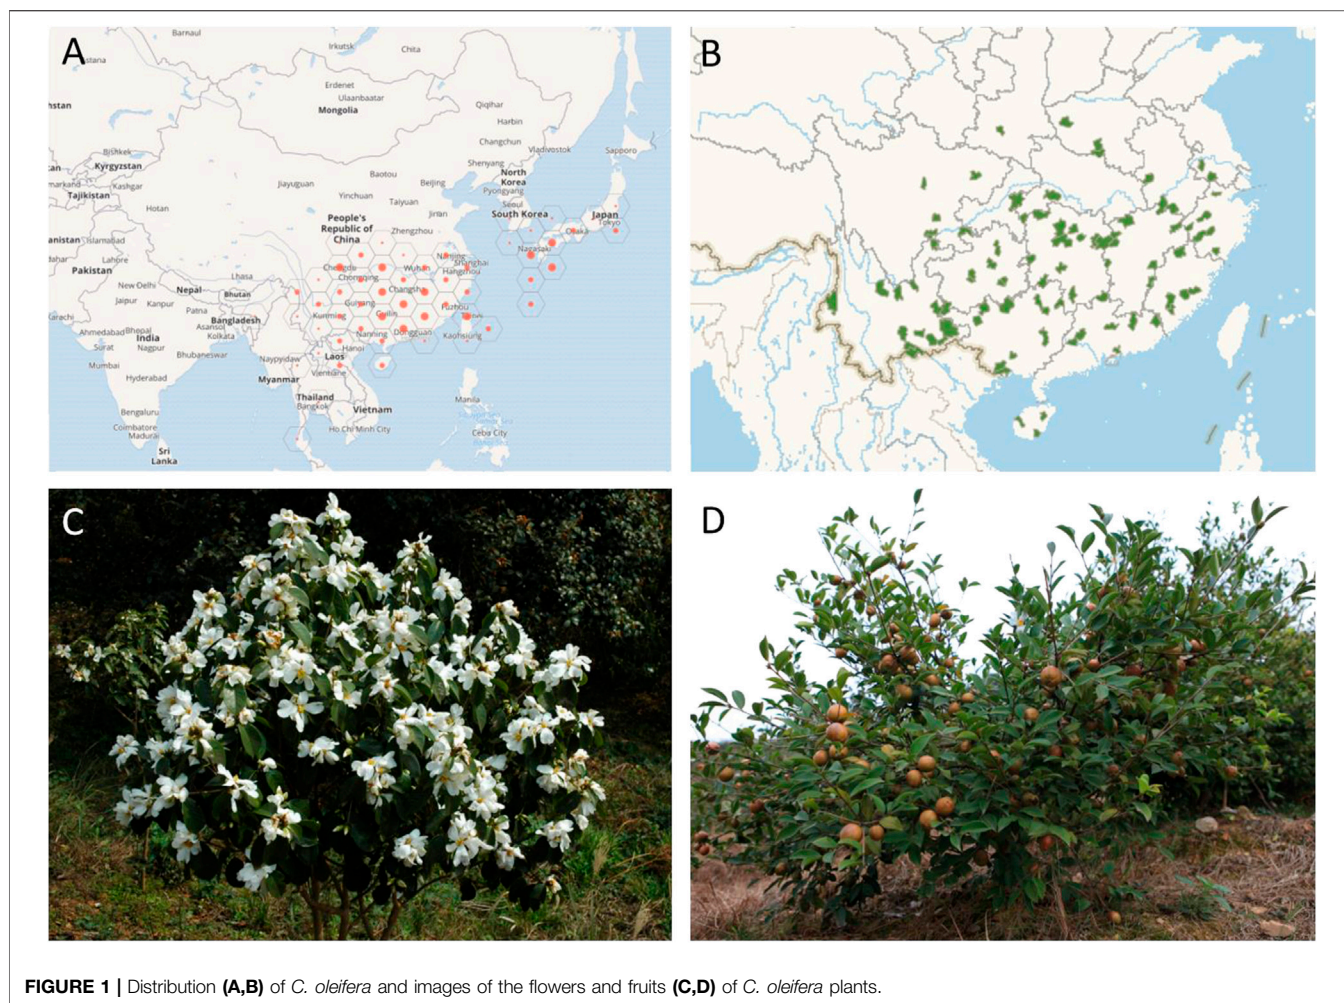 A
Barnaul
Irkutsk
Chita
stana
Erdenet
Ulaanbaatar
Mongolia
Qiqihar
Harbin
hstan
Changchun
Vladivostok
Sapporo
Bishkek
Kyrgyzstan
Shenyang
Baotou
North
Korea
Beijing
Jiayuguan
Pyongyang
markand
Kashgar
Tajikistan
Yinchuan
Taiyuan
Seoul
Hotan
Jinan
South Korea
Japan
Tokyo
People's
Republic of
China
Zhengzhou
Osaka
anistan
Islamabad
Nagasaki
Lahore
Nanjing
Shanghai
Pakistan
Chengdu
Wuhan
Hangzhou
Lhasa
Chongqing
New Delhi
Nepal
Changsha
Bhutan
Jaipur
Kanpur
Guiyang
Fuzhou
Patna
Guilin
Karachi
Bangladesh
Kunming
Taipei
Ahmedabad
Bhopal
Asansol
Nanning
Dongguan
Kaohsiung
India
Kolkata
Surat
Nagpur
Hanoi
Bhubaneswar
Naypyidaw
Laos
Mumbai
Vientiane
Hyderabad
Myanmar
Thailand
Manila
Bangkok
Vietnam
Bengaluru
Coimbatore
Ho Chi Minh City
Cebu City
Madurai
Sri
Lanka
B
C
D
FIGURE 1 | Distribution (A,B) of C. oleifera and images of the flowers and fruits (C,D) of C. oleifera plants.